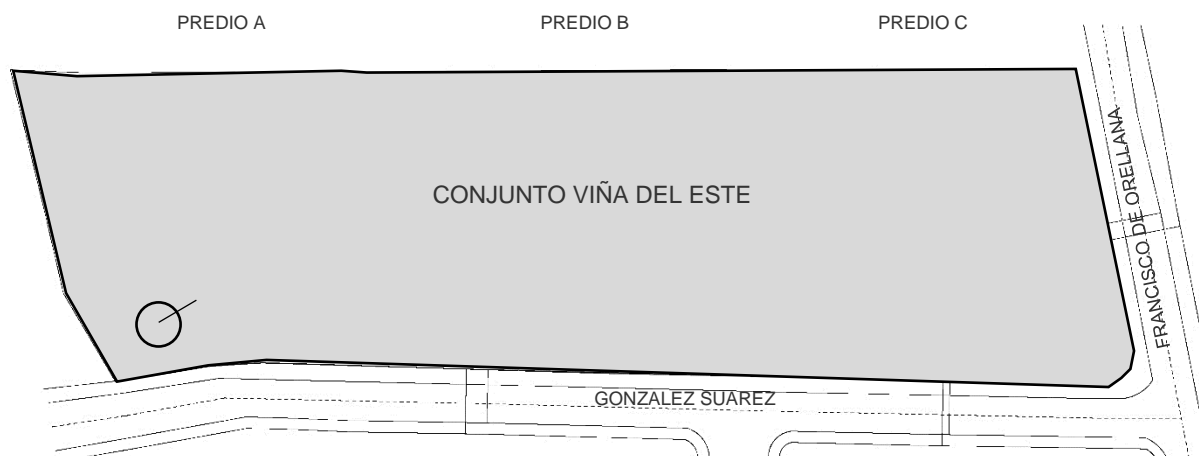 PREDIO A
PREDIO B
PREDIO C
CONJUNTO VIÑA DEL ESTE
FRANCISCO DE ORELLANA
GONZALEZ SUAREZ